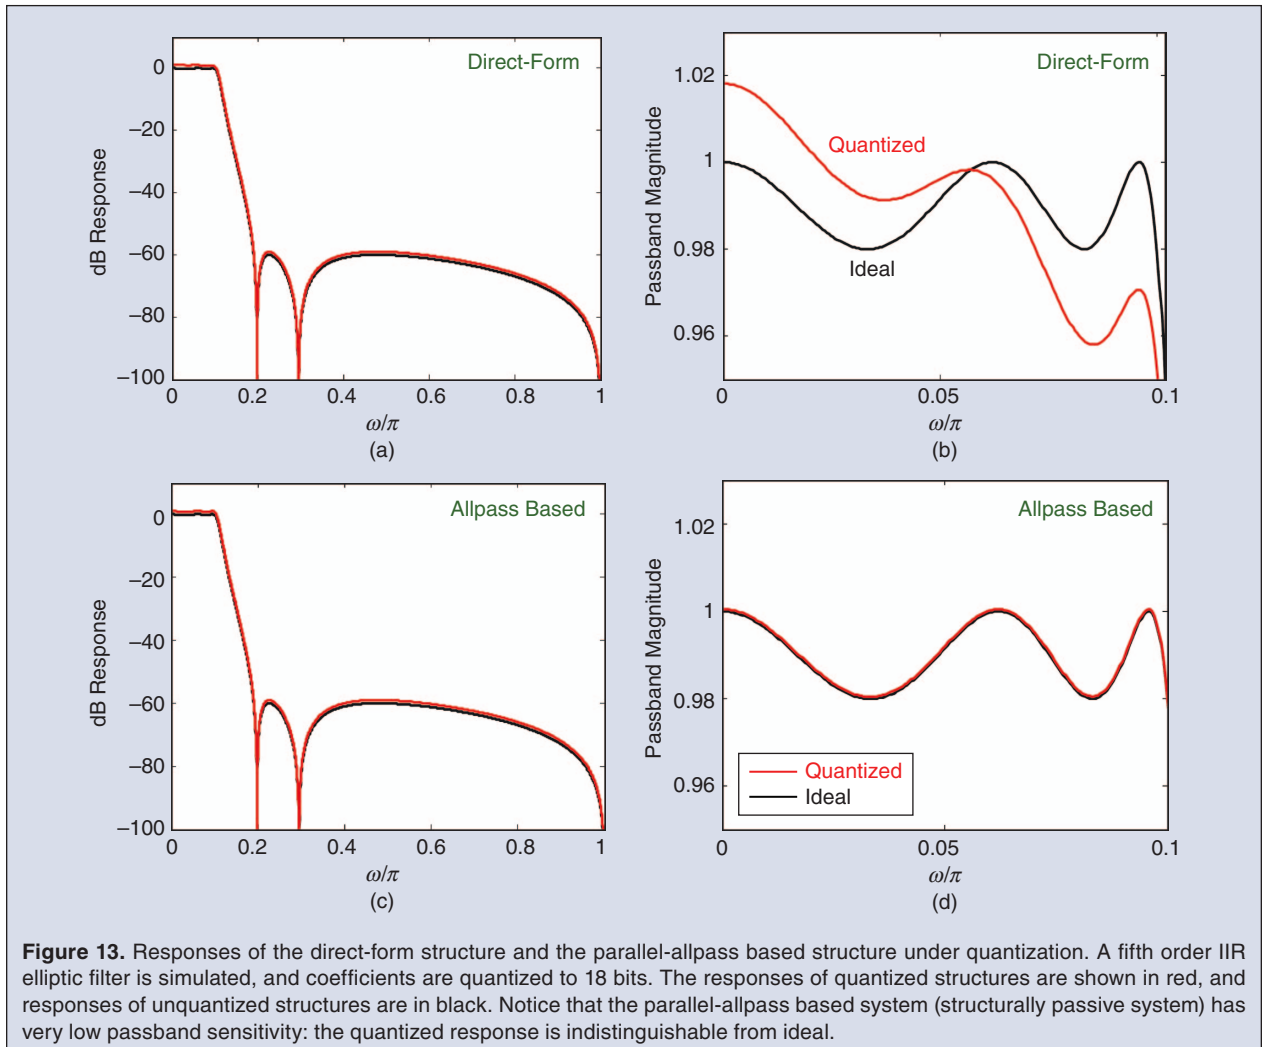 Direct-Form
0
–20
–40
–60
–80
–100
dB Response
0
0.2
0.4
0.6
0.8
1
ω/π
(a)
Direct-Form
1.02
1
0.98
0.96
Passband Magnitude
Quantized
Ideal
0
0.05
0.1
ω/π
(b)
Allpass Based
0
–20
–40
–60
–80
–100
dB Response
0
0.2
0.4
0.6
0.8
1
ω/π
(c)
Allpass Based
1.02
1
0.98
0.96
Passband Magnitude
Quantized
Ideal
0
0.05
0.1
ω/π
(d)
Figure 13. Responses of the direct-form structure and the parallel-allpass based structure under quantization. A fifth order IIR
elliptic filter is simulated, and coefficients are quantized to 18 bits. The responses of quantized structures are shown in red, and
responses of unquantized structures are in black. Notice that the parallel-allpass based system (structurally passive system) has
very low passband sensitivity: the quantized response is indistinguishable from ideal.